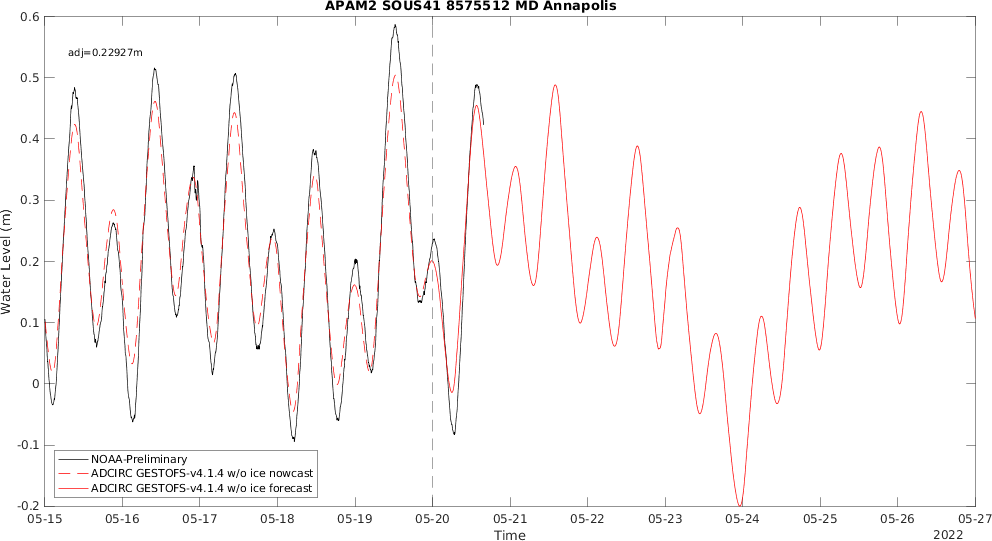 APAM2 SOUS41 8575512 MD Annapolis
adj=0.22927m
Water Level (m)
0.6
0.5
0.4
0.3
0.2
0.1
0
-0.1
-0.2
NOAA-Preliminary
ADCIRC GESTOFS-v4.1.4 w/o ice nowcast
ADCIRC GESTOFS-v4.1.4 w/o ice forecast
05-15 05-16 05-17 05-18 05-19 05-20 05-21 05-22 05-23 05-24 05-25 05-26 05-27
Time
2022